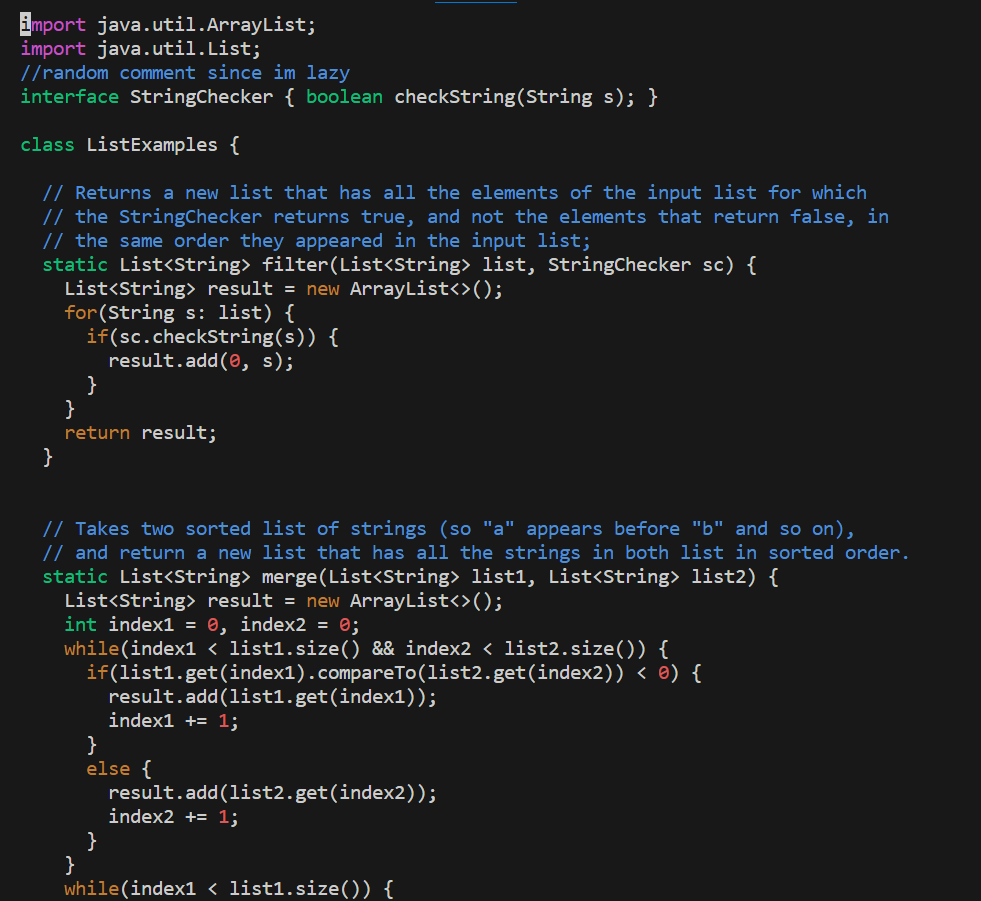 import java.util.ArrayList;
import java.util.List;
//random comment since im lazy
interface StringChecker { boolean checkString(String s); }

class ListExamples {

  // Returns a new list that has all the elements of the input list for which
  // the StringChecker returns true, and not the elements that return false, in
  // the same order they appeared in the input list;
  static List<String> filter(List<String> list, StringChecker sc) {
    List<String> result = new ArrayList<>();
    for(String s: list) {
      if(sc.checkString(s)) {
        result.add(0, s);
      }
    }
    return result;
  }


  // Takes two sorted list of strings (so "a" appears before "b" and so on),
  // and return a new list that has all the strings in both list in sorted order.
  static List<String> merge(List<String> list1, List<String> list2) {
    List<String> result = new ArrayList<>();
    int index1 = 0, index2 = 0;
    while(index1 < list1.size() && index2 < list2.size()) {
      if(list1.get(index1).compareTo(list2.get(index2)) < 0) {
        result.add(list1.get(index1));
        index1 += 1;
      }
      else {
        result.add(list2.get(index2));
        index2 += 1;
      }
    }
    while(index1 < list1.size()) {